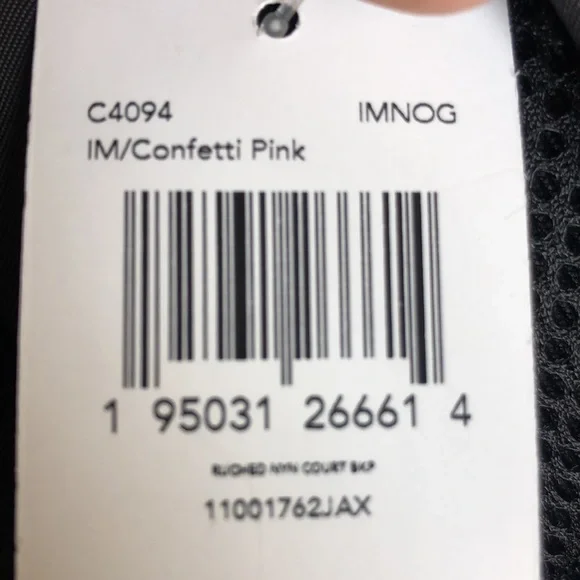 C4094 IMNOG
IM/Confetti Pink
1 95031 26661 4
RUCHED NYN COURT BKP
11001762JAX